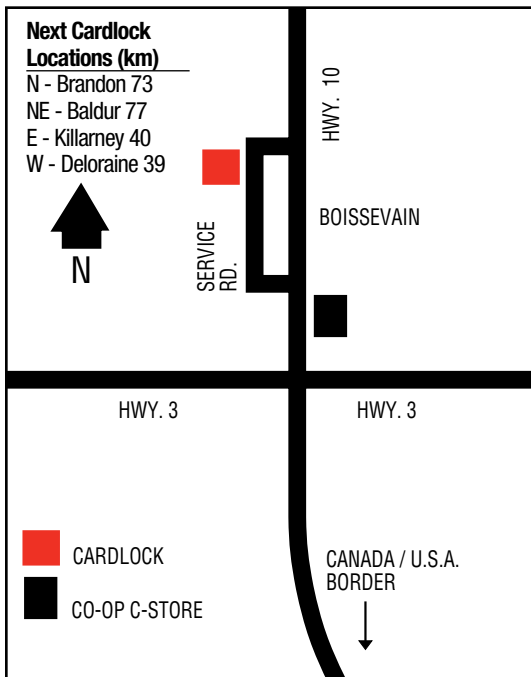 Next Cardlock
Locations (km)
N - Brandon 73
NE - Baldur 77
E - Killarney 40
W - Deloraine 39
N
HWY. 10
SERVICE
RD.
BOISSEVAIN
HWY. 3
HWY. 3
CARDLOCK
CO-OP C-STORE
CANADA / U.S.A.
BORDER